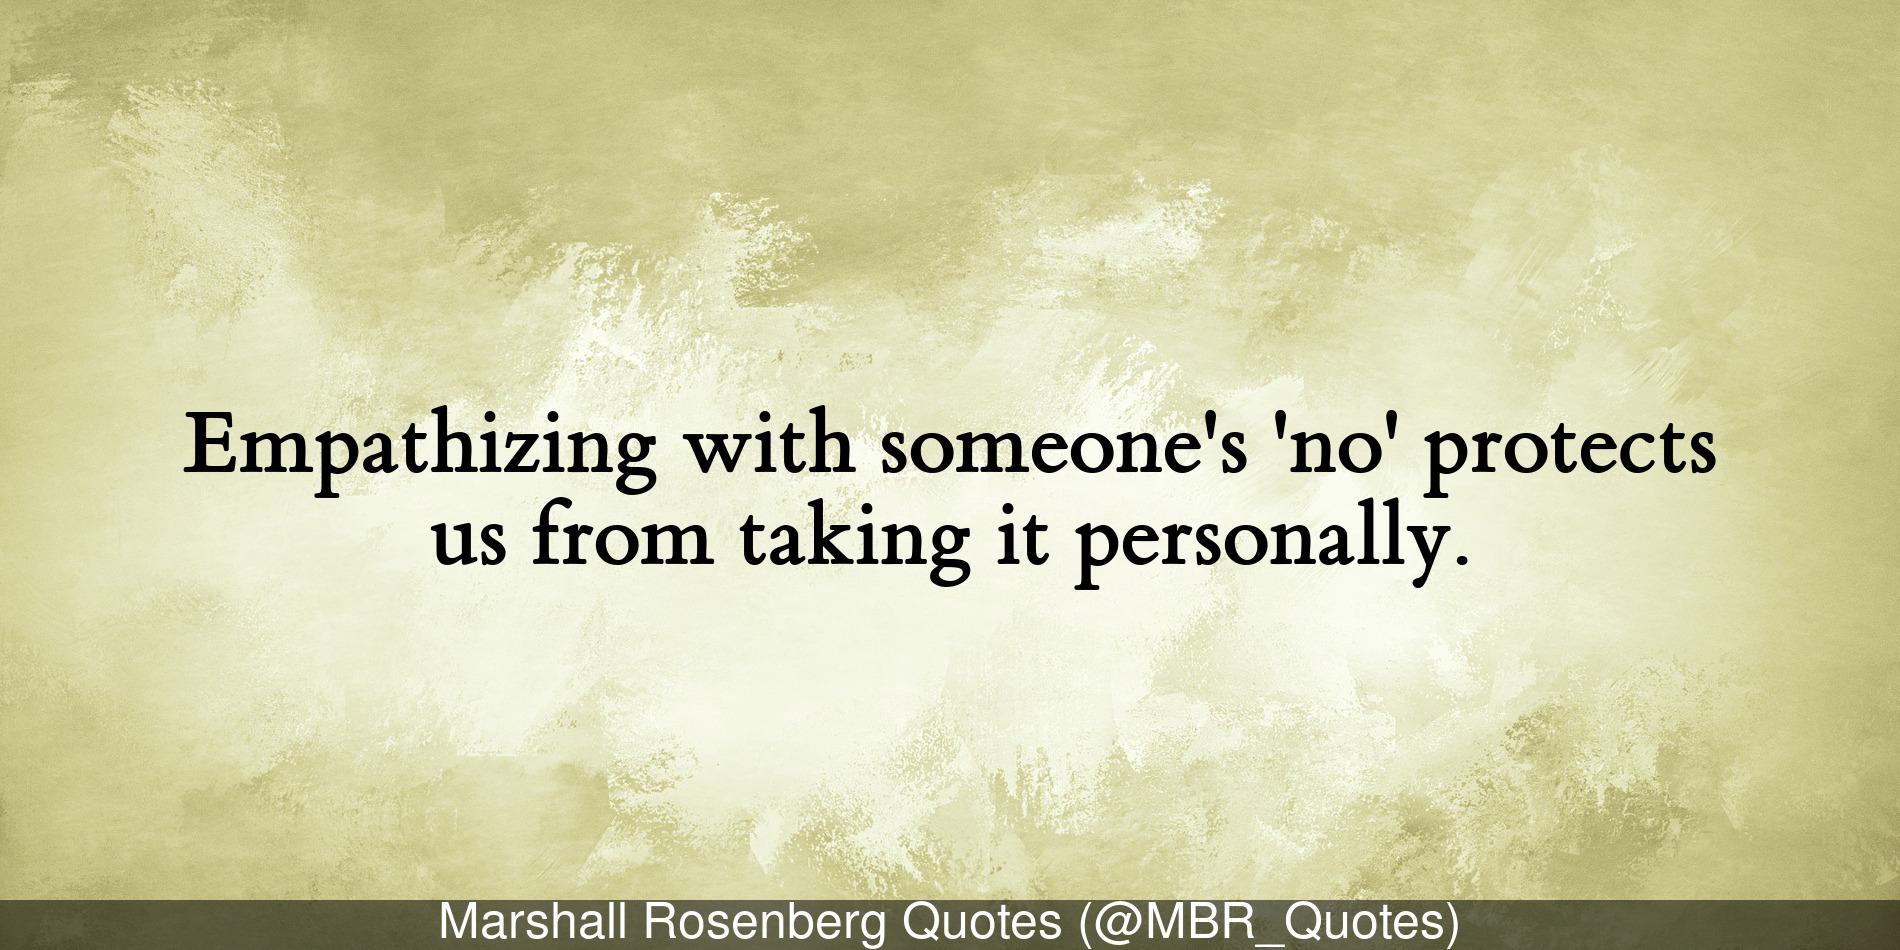 Empathizing with someone's 'no' protects
us from taking it personally.
Marshall Rosenberg Quotes (@MBR_Quotes)